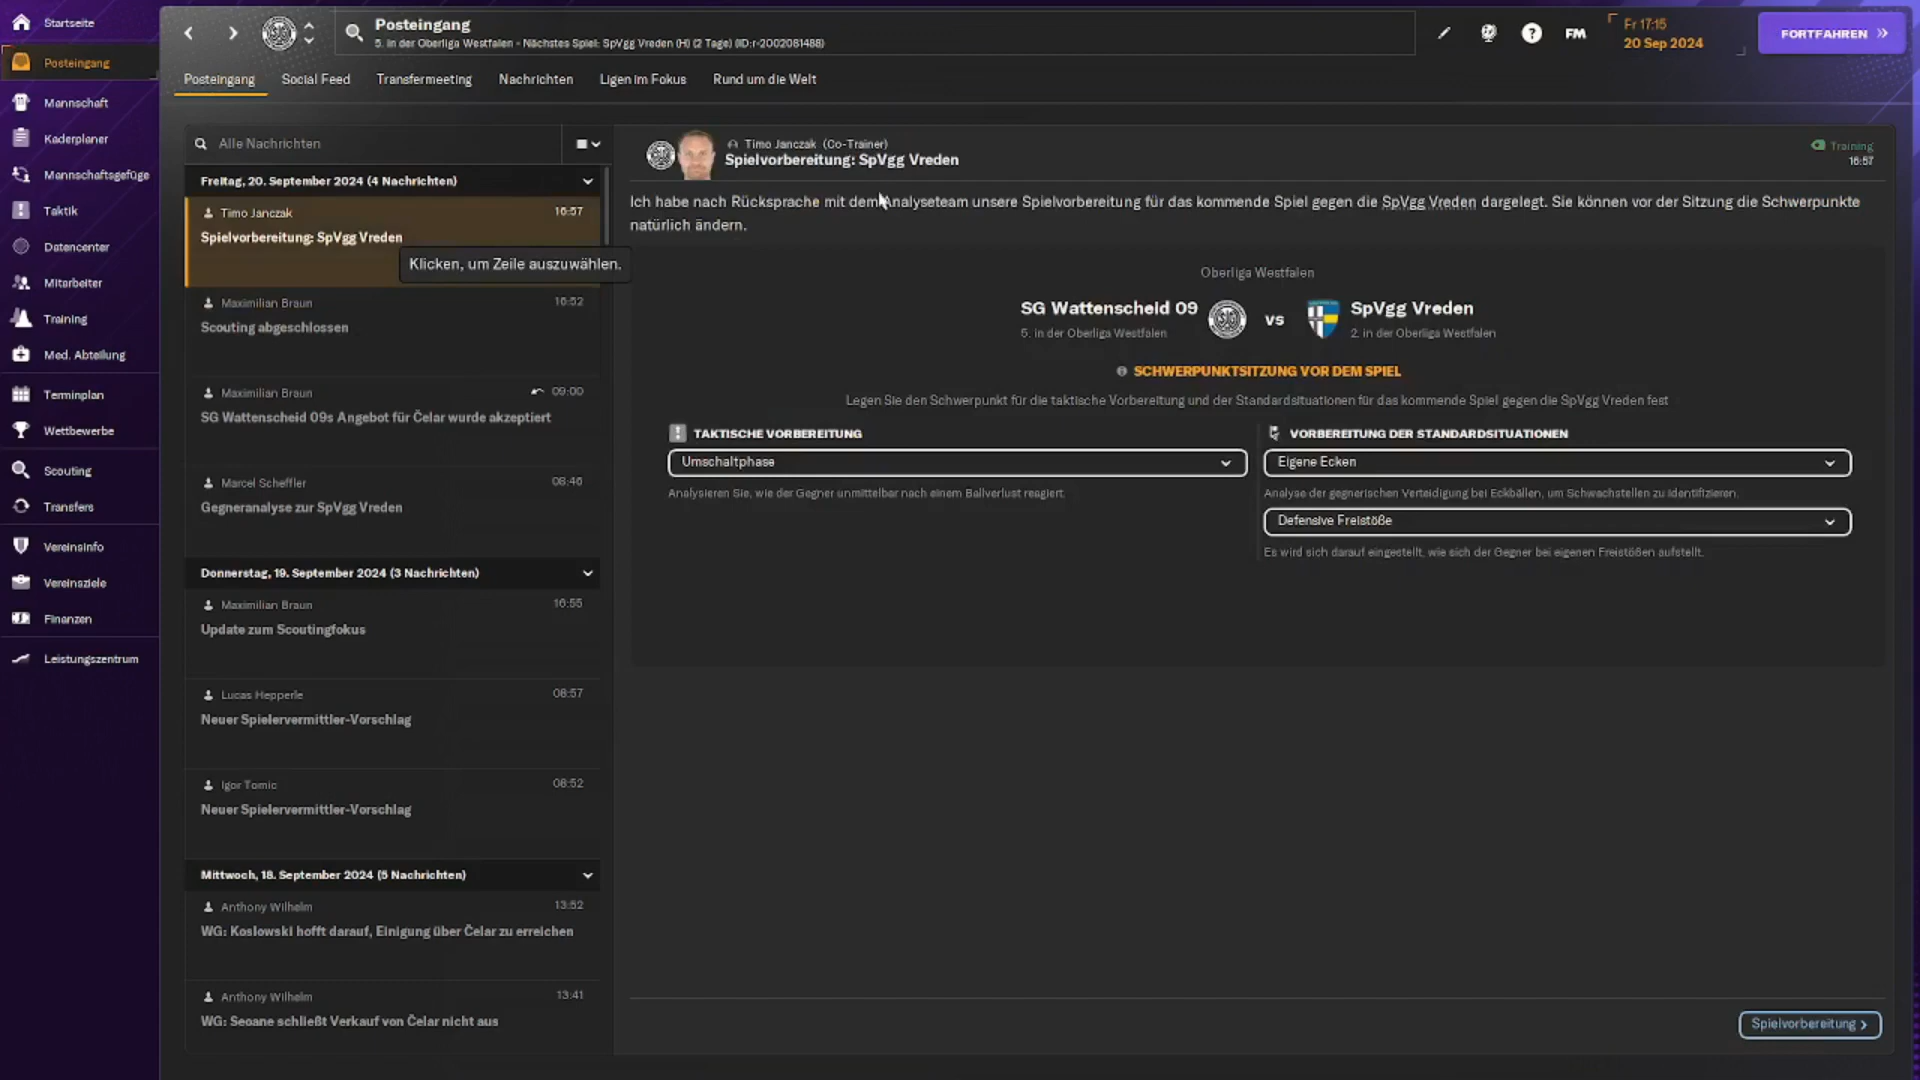 Startseite
Posteingang
Mannschaft
Kaderplaner
Mannschaftsgefüge
Taktik
Datencenter
Mitarbeiter
Training
Med. Abteilung
Terminplan
Wettbewerbe
Scouting
Transfers
Vereinsinfo
Vereinsziele
Finanzen
Leistungszentrum
Posteingang
5. in der Oberliga Westfalen - Nächstes Spiel: SpVgg Vreden (H) (2 Tage) (ID:r-2002081488)
FM
Fr 17:15
20 Sep 2024
FORTFAHREN
Posteingang Social Feed Transfermeeting Nachrichten Ligen im Fokus Rund um die Welt
Alle Nachrichten
Freitag, 20. September 2024 (4 Nachrichten)
Timo Janczak 16:57
Spielvorbereitung: SpVgg Vreden
Klicken, um Zeile auszuwählen.
Maximilian Braun 16:52
Scouting abgeschlossen
Maximilian Braun 09:00
SG Wattenscheid 09s Angebot für Čelar wurde akzeptiert
Marcel Scheffler 08:46
Gegneranalyse zur SpVgg Vreden
Donnerstag, 19. September 2024 (3 Nachrichten)
Maximilian Braun 16:55
Update zum Scoutingfokus
Lucas Hepperle 08:57
Neuer Spielervermittler-Vorschlag
Igor Tomic 08:52
Neuer Spielervermittler-Vorschlag
Mittwoch, 18. September 2024 (5 Nachrichten)
Anthony Wilhelm 13:52
WG: Koslowski hofft darauf, Einigung über Čelar zu erreichen
Anthony Wilhelm 13:41
WG: Seoane schließt Verkauf von Čelar nicht aus
Timo Janczak (Co-Trainer)
Spielvorbereitung: SpVgg Vreden
Training
16:57
Ich habe nach Rücksprache mit dem Analyseteam unsere Spielvorbereitung für das kommende Spiel gegen die SpVgg Vreden dargelegt. Sie können vor der Sitzung die Schwerpunkte
natürlich ändern.
Oberliga Westfalen
SG Wattenscheid 09
5. in der Oberliga Westfalen
vs
SpVgg Vreden
2. in der Oberliga Westfalen
SCHWERPUNKTSITZUNG VOR DEM SPIEL
Legen Sie den Schwerpunkt für die taktische Vorbereitung und der Standardsituationen für das kommende Spiel gegen die SpVgg Vreden fest
TAKTISCHE VORBEREITUNG
Umschaltphase
Analysieren Sie, wie der Gegner unmittelbar nach einem Ballverlust reagiert.
VORBEREITUNG DER STANDARDSITUATIONEN
Eigene Ecken
Analyse der gegnerischen Verteidigung bei Eckbällen, um Schwachstellen zu identifizieren.
Defensive Freistöße
Es wird sich darauf eingestellt, wie sich der Gegner bei eigenen Freistößen aufstellt.
Spielvorbereitung